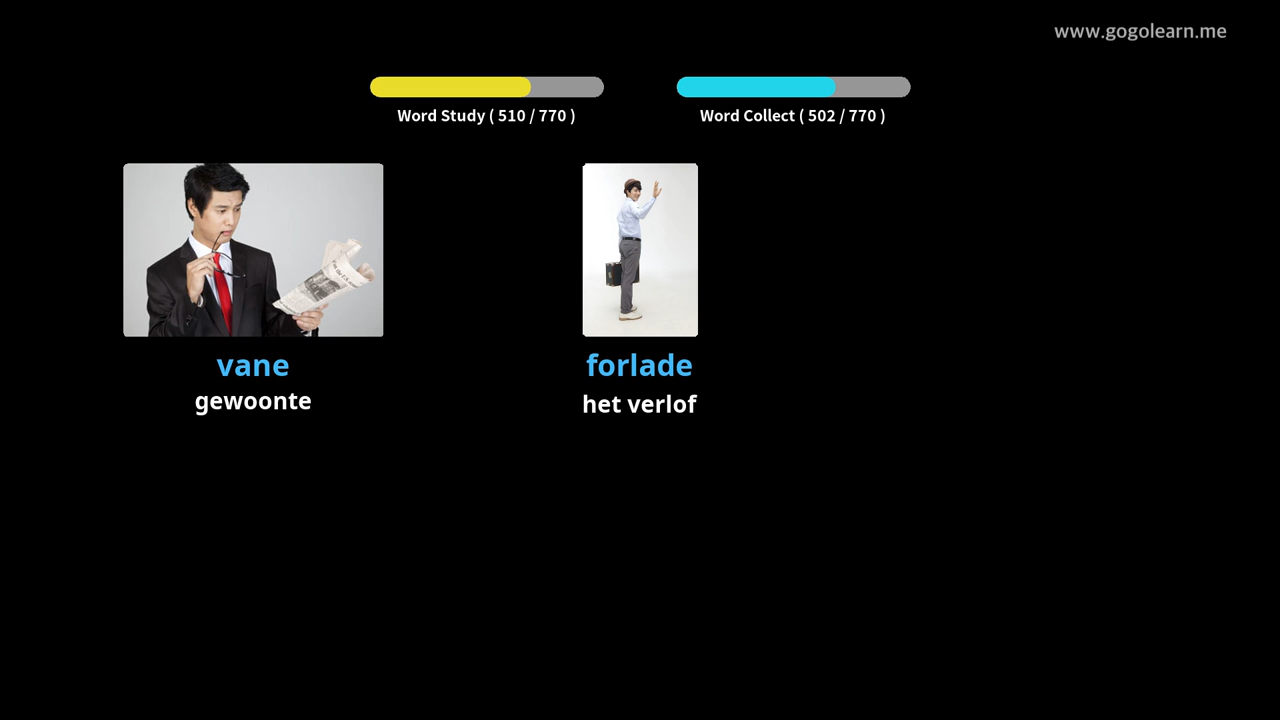 www.gogolearn.me
Word Study ( 510 / 770 )
Word Collect ( 502 / 770 )
vane
gewoonte
forlade
het verlof